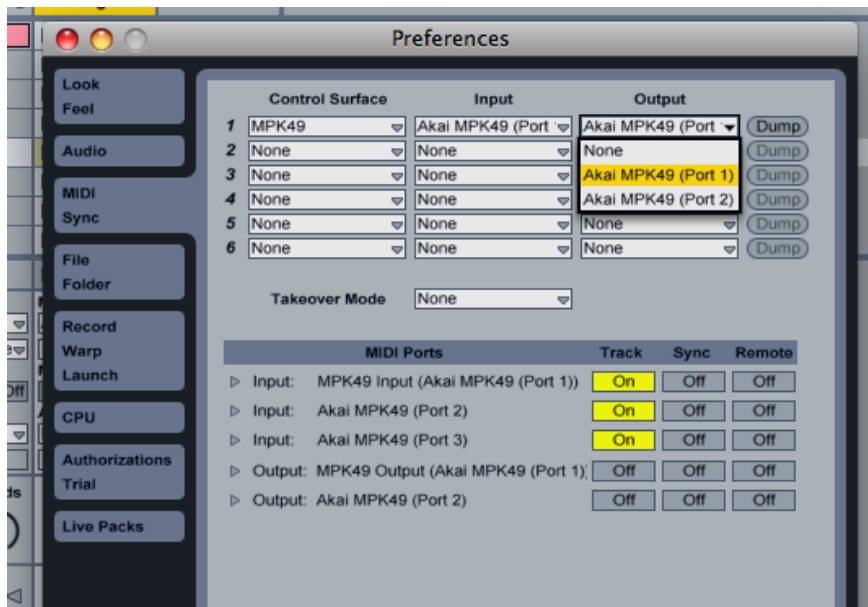 Preferences
Look
Feel
Audio
MIDI
Sync
File
Folder
Record
Warp
Launch
CPU
Authorizations
Trial
Live Packs
Control Surface Input Output
1 MPK49 Akai MPK49 (Port Akai MPK49 (Port Dump
2 None None None Dump
3 None None Akai MPK49 (Port 1) Dump
4 None None Akai MPK49 (Port 2) Dump
5 None None None Dump
6 None None None Dump
Takeover Mode None
MIDI Ports Track Sync Remote
Input: MPK49 Input (Akai MPK49 (Port 1)) On Off Off
Input: Akai MPK49 (Port 2) On Off Off
Input: Akai MPK49 (Port 3) On Off Off
Output: MPK49 Output (Akai MPK49 (Port 1) Off Off Off
Output: Akai MPK49 (Port 2) Off Off Off